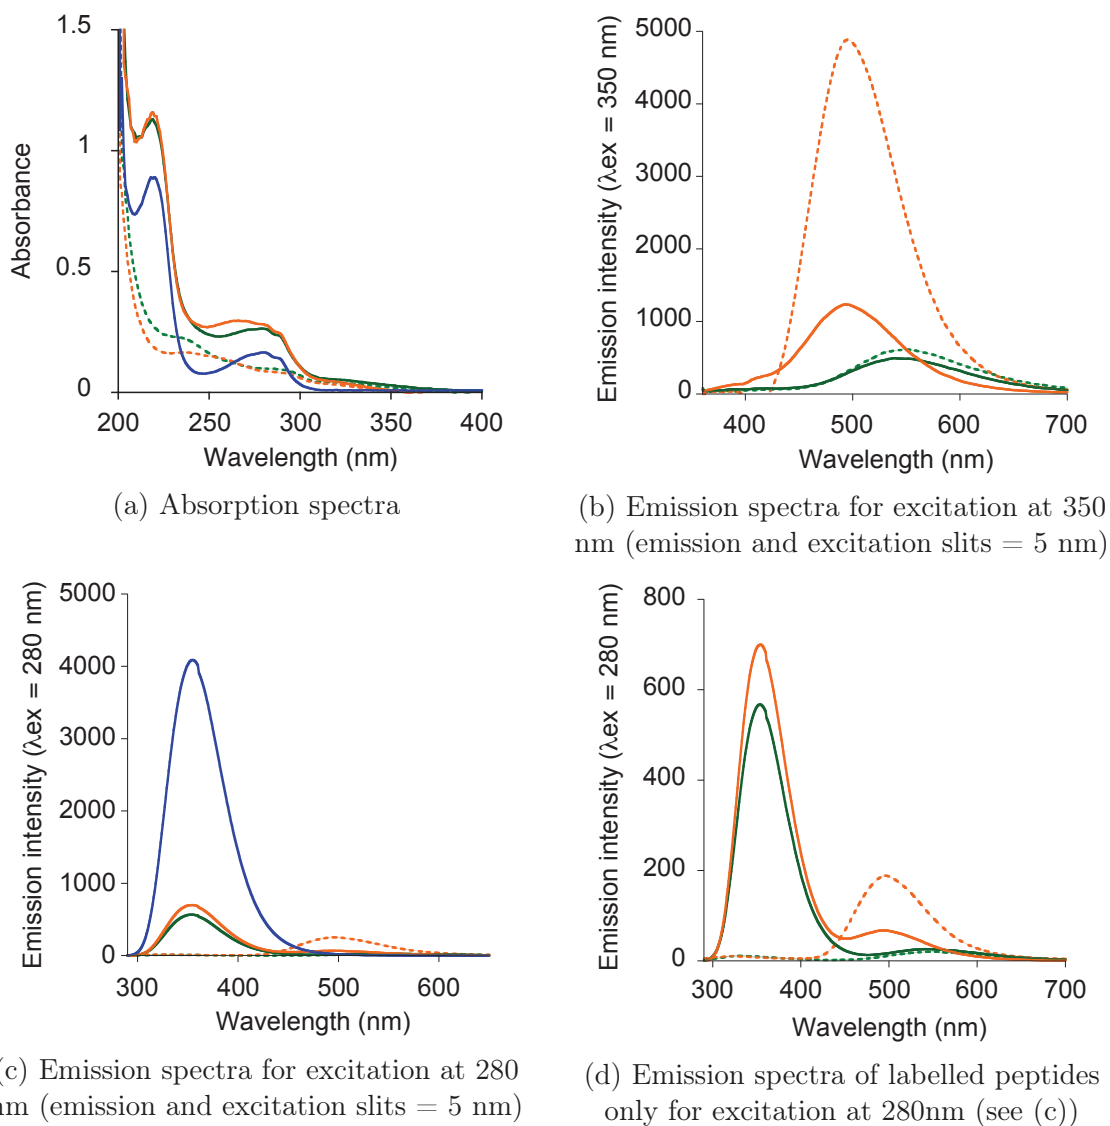 1.5
1
0.5
0
Absorbance
200 250 300 350 400
Wavelength (nm)
(a) Absorption spectra
5000
4000
3000
2000
1000
0
Emission intensity (λex = 350 nm)
400 500 600 700
Wavelength (nm)
(b) Emission spectra for excitation at 350
nm (emission and excitation slits = 5 nm)
5000
4000
3000
2000
1000
0
Emission intensity (λex = 280 nm)
300 400 500 600
Wavelength (nm)
c) Emission spectra for excitation at 280
nm (emission and excitation slits = 5 nm)
800
600
400
200
0
Emission intensity (λex = 280 nm)
290 400 500 600 700
Wavelength (nm)
(d) Emission spectra of labelled peptides
only for excitation at 280nm (see (c))